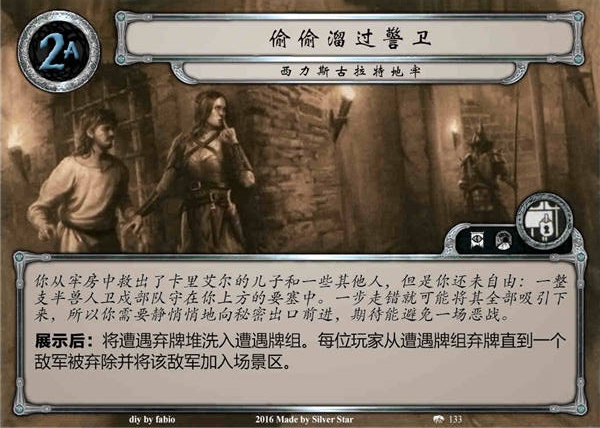 2A
偷偷溜过警卫
西力斯古拉特地牢
你从牢房中救出了卡里艾尔的儿子和一些其他人，但是你还未自由：一整
支半兽人卫戍部队守在你上方的要塞中。一步走错就可能将其全部吸引下
来，所以你需要静悄悄地向秘密出口前进，期待能避免一场恶战。
展示后：将遭遇弃牌堆洗入遭遇牌组。每位玩家从遭遇牌组弃牌直到一个
敌军被弃除并将该敌军加入场景区。
diy by fabio 2016 Made by Silver Star 133